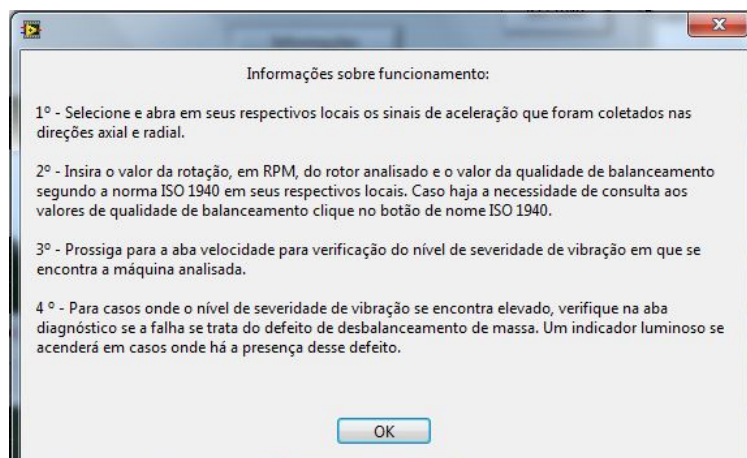 Informações sobre funcionamento:
1º - Selecione e abra em seus respectivos locais os sinais de aceleração que foram coletados nas
direções axial e radial.
2º - Insira o valor da rotação, em RPM, do rotor analisado e o valor da qualidade de balanceamento
segundo a norma ISO 1940 em seus respectivos locais. Caso haja a necessidade de consulta aos
valores de qualidade de balanceamento clique no botão de nome ISO 1940.
3º - Prossiga para a aba velocidade para verificação do nível de severidade de vibração em que se
encontra a máquina analisada.
4 º - Para casos onde o nível de severidade de vibração se encontra elevado, verifique na aba
diagnóstico se a falha se trata do defeito de desbalanceamento de massa. Um indicador luminoso se
acenderá em casos onde há a presença desse defeito.
OK